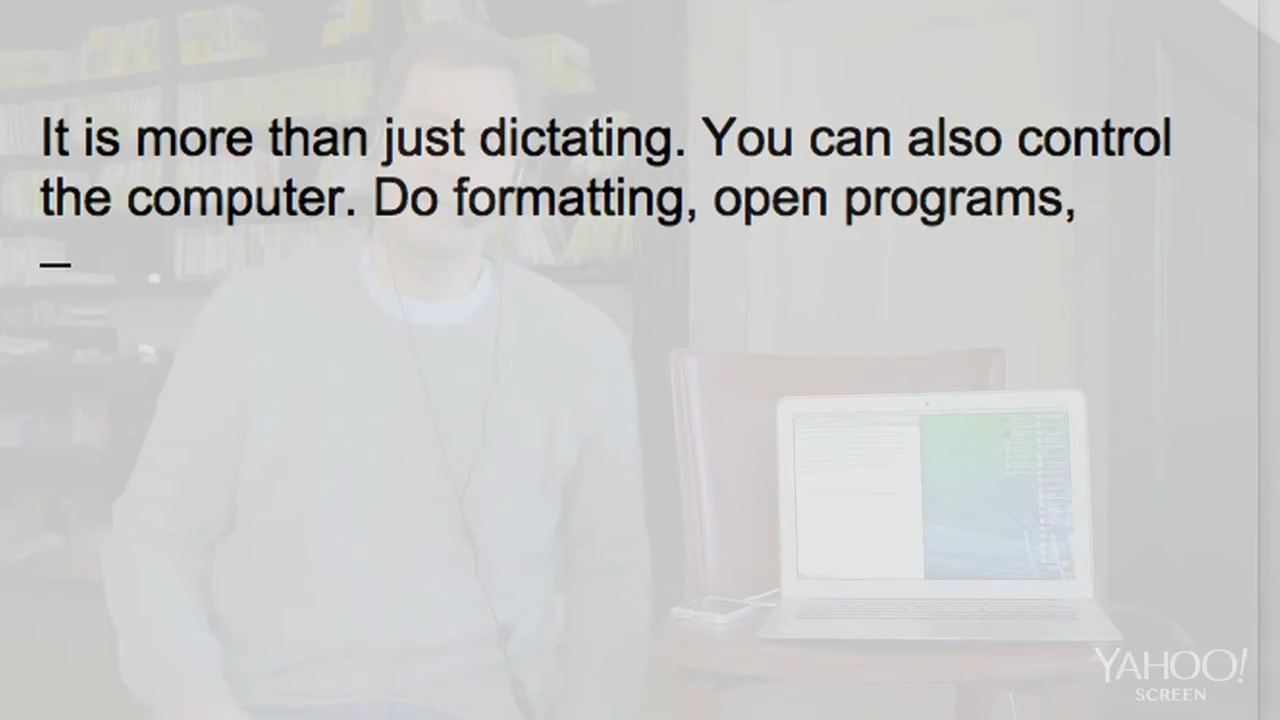 It is more than just dictating. You can also control
the computer. Do formatting, open programs,
YAHOO!
SCREEN